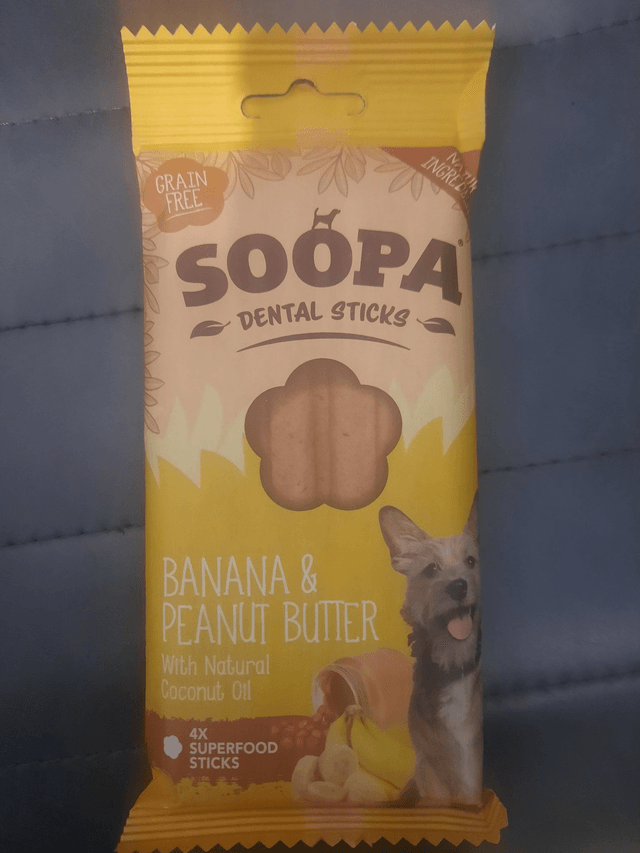 GRAIN
FREE
SOOPA
DENTAL STICKS
BANANA &
PEANUT BUTTER
With Natural
Coconut Oil
4X
SUPERFOOD
STICKS